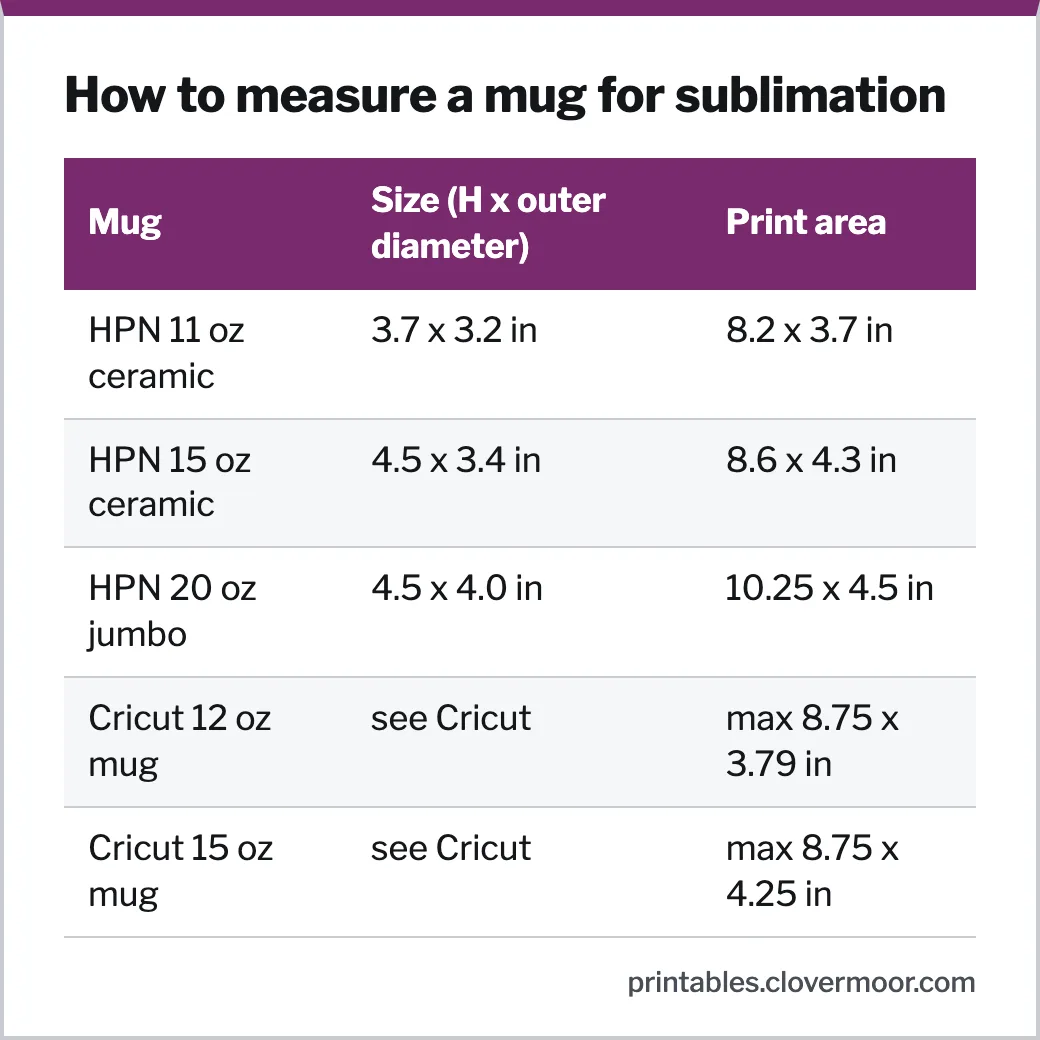 How to measure a mug for sublimation
Mug
Size (H x outer
diameter)
Print area
HPN 11 oz
ceramic
3.7 x 3.2 in
8.2 x 3.7 in
HPN 15 oz
ceramic
4.5 x 3.4 in
8.6 x 4.3 in
HPN 20 oz
jumbo
4.5 x 4.0 in
10.25 x 4.5 in
Cricut 12 oz
mug
see Cricut
max 8.75 x
3.79 in
Cricut 15 oz
mug
see Cricut
max 8.75 x
4.25 in
printables.clovermoor.com